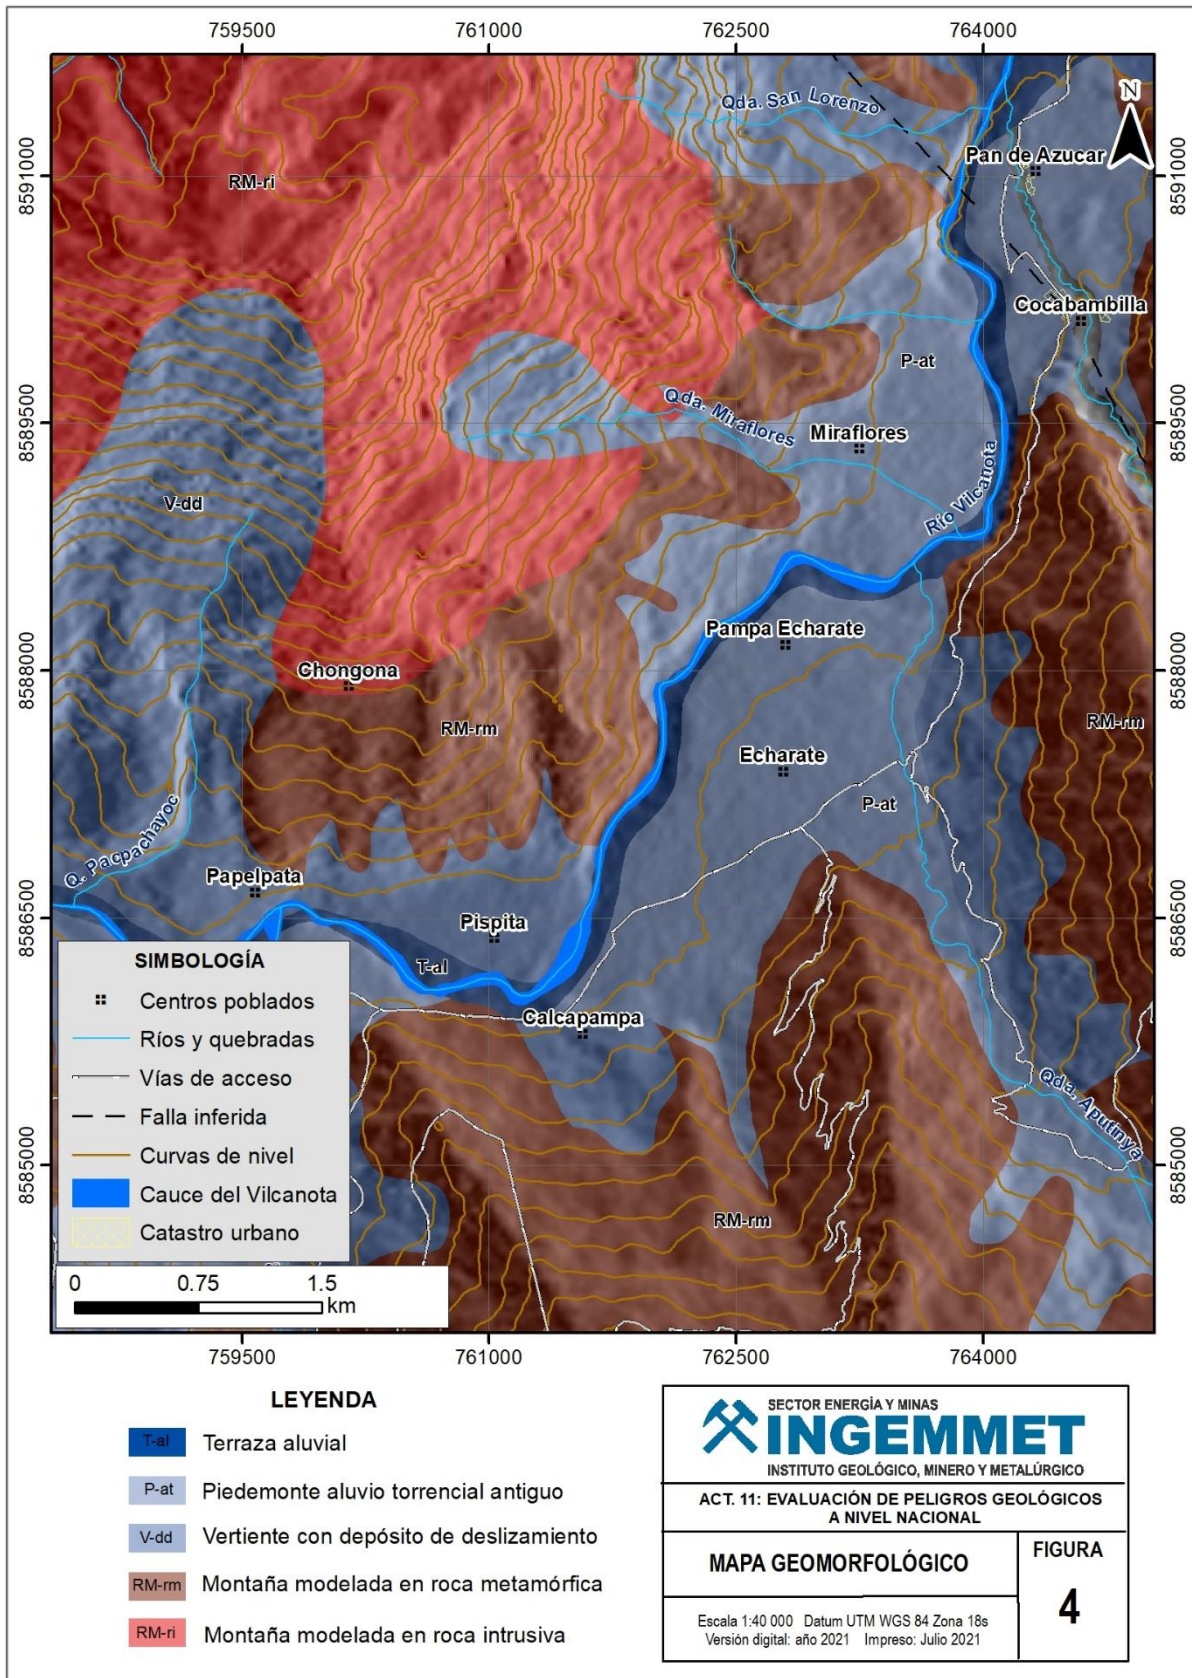 759500
761000
762500
764000
Qda. San Lorenzo
N
Pan de Azucar
8591000
8591000
RM-ri
Cocabambilla
P-at
8589500
8589500
Qda. Miraflores
Miraflores
V-dd
Río Vilcanota
Pampa Echarate
8588000
8588000
Chongona
RM-rm
RM-rm
Echarate
P-at
Q. Pacpachayoc
Papelpata
8586500
8586500
Pispita
T-al
SIMBOLOGÍA
Centros poblados
Ríos y quebradas
Vías de acceso
Falla inferida
Curvas de nivel
Cauce del Vilcanota
Catastro urbano
Calcapampa
Qda. Aputinya
8585000
8585000
RM-rm
0 0.75 1.5
km
759500
761000
762500
764000
LEYENDA
T-al Terraza aluvial
P-at Piedemonte aluvio torrencial antiguo
V-dd Vertiente con depósito de deslizamiento
RM-rm Montaña modelada en roca metamórfica
RM-ri Montaña modelada en roca intrusiva
SECTOR ENERGÍA Y MINAS
INGEMMET
INSTITUTO GEOLÓGICO, MINERO Y METALÚRGICO
ACT. 11: EVALUACIÓN DE PELIGROS GEOLÓGICOS
A NIVEL NACIONAL
MAPA GEOMORFOLÓGICO
FIGURA
4
Escala 1:40 000 Datum UTM WGS 84 Zona 18s
Versión digital: año 2021 Impreso: Julio 2021